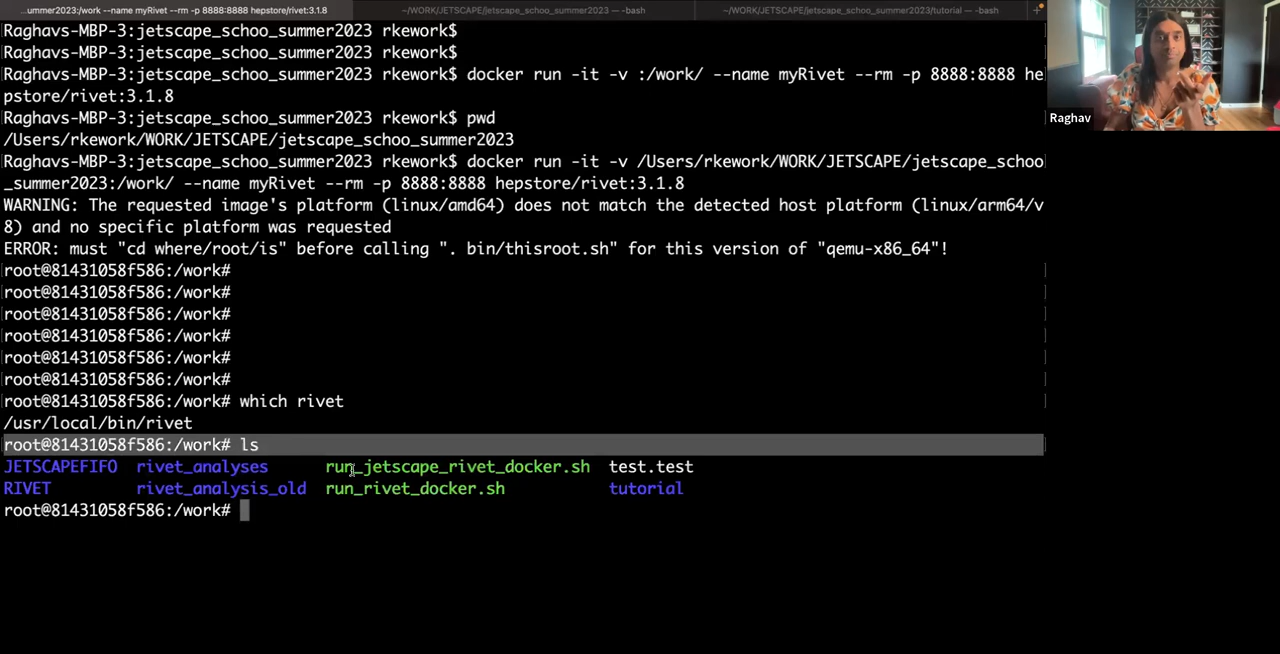 ...ummer2023:/work --name myRivet --rm -p 8888:8888 hepstore/rivet:3.1.8 ~/WORK/JETSCAPE/jetscape_schoo_summer2023 — -bash ~/WORK/JETSCAPE/jetscape_schoo_summer2023/tutorial — -bash +
Raghavs-MBP-3:jetscape_schoo_summer2023 rkework$
Raghavs-MBP-3:jetscape_schoo_summer2023 rkework$
Raghavs-MBP-3:jetscape_schoo_summer2023 rkework$ docker run -it -v :/work/ --name myRivet --rm -p 8888:8888 he
pstore/rivet:3.1.8
Raghavs-MBP-3:jetscape_schoo_summer2023 rkework$ pwd
/Users/rkework/WORK/JETSCAPE/jetscape_schoo_summer2023
Raghavs-MBP-3:jetscape_schoo_summer2023 rkework$ docker run -it -v /Users/rkework/WORK/JETSCAPE/jetscape_schoo
_summer2023:/work/ --name myRivet --rm -p 8888:8888 hepstore/rivet:3.1.8
WARNING: The requested image's platform (linux/amd64) does not match the detected host platform (linux/arm64/v
8) and no specific platform was requested
ERROR: must "cd where/root/is" before calling ". bin/thisroot.sh" for this version of "qemu-x86_64"!
root@81431058f586:/work#
root@81431058f586:/work#
root@81431058f586:/work#
root@81431058f586:/work#
root@81431058f586:/work#
root@81431058f586:/work#
root@81431058f586:/work# which rivet
/usr/local/bin/rivet
root@81431058f586:/work# ls
JETSCAPEFIFO rivet_analyses run_jetscape_rivet_docker.sh test.test
RIVET rivet_analysis_old run_rivet_docker.sh tutorial
root@81431058f586:/work#
Raghav